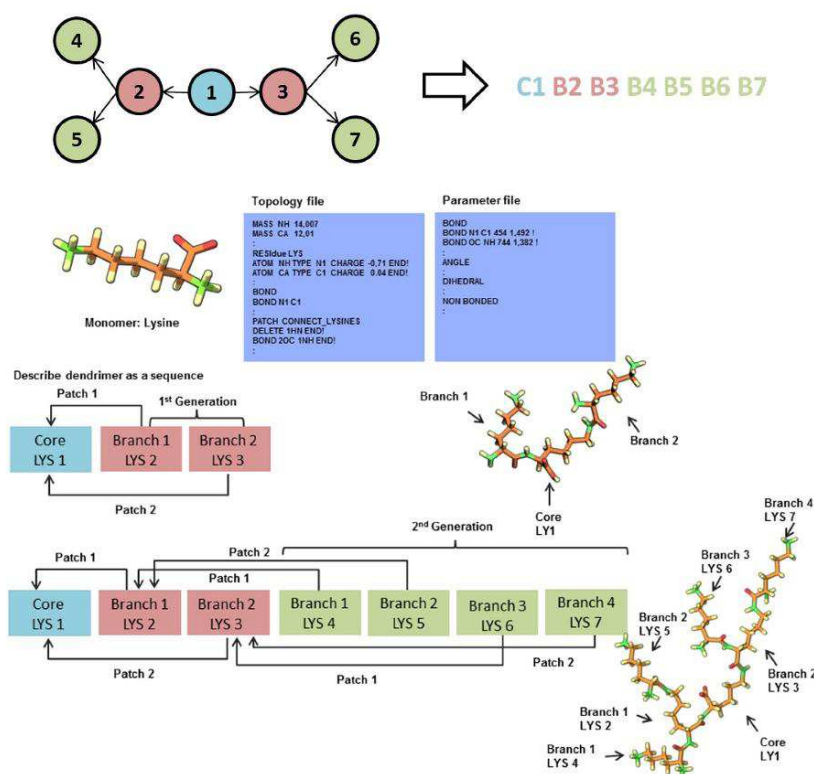 4
6
2
1
3
5
7
C1 B2 B3 B4 B5 B6 B7
Topology file
MASS NH 14,007
MASS CA 12,01
:
RESIdue LYS
ATOM NH TYPE N1 CHARGE -0,71 END!
ATOM CA TYPE C1 CHARGE 0.04 END!
:
BOND
BOND N1 C1
:
PATCH CONNECT_LYSINES
DELETE 1HN END!
BOND 2OC 1NH END!
:
Parameter file
BOND
BOND N1 C1 454 1,492 !
BOND OC NH 744 1,382 !
:
ANGLE
:
DIHEDRAL
:
NON BONDED
:
Monomer: Lysine
Describe dendrimer as a sequence
Patch 1
1st Generation
Core
LYS 1
Branch 1
LYS 2
Branch 2
LYS 3
Patch 2
Branch 1
Branch 2
Core
LY1
2nd Generation
Patch 1
Patch 2
Patch 1
Core
LYS 1
Branch 1
LYS 2
Branch 2
LYS 3
Branch 1
LYS 4
Branch 2
LYS 5
Branch 3
LYS 6
Branch 4
LYS 7
Patch 2
Patch 2
Patch 1
Branch 4
LYS 7
Branch 3
LYS 6
Branch 2
LYS 5
Branch 2
LYS 3
Branch 1
LYS 2
Core
LY1
Branch 1
LYS 4